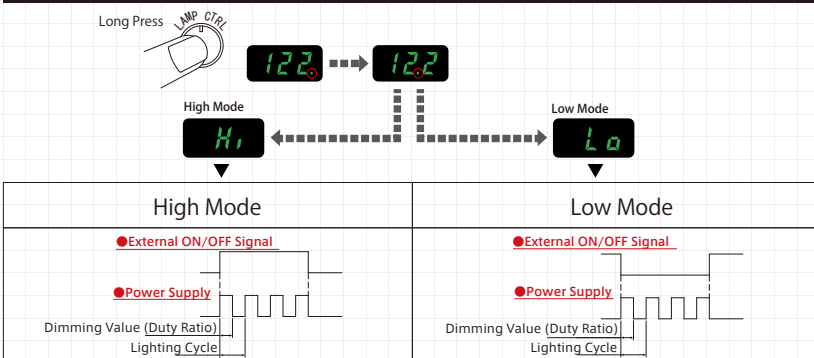 Long Press
LAMP CTRL
122.
12.2
High Mode
Low Mode
Hi
Lo
High Mode
Low Mode
●External ON/OFF Signal
●External ON/OFF Signal
●Power Supply
●Power Supply
Dimming Value (Duty Ratio)
Dimming Value (Duty Ratio)
Lighting Cycle
Lighting Cycle